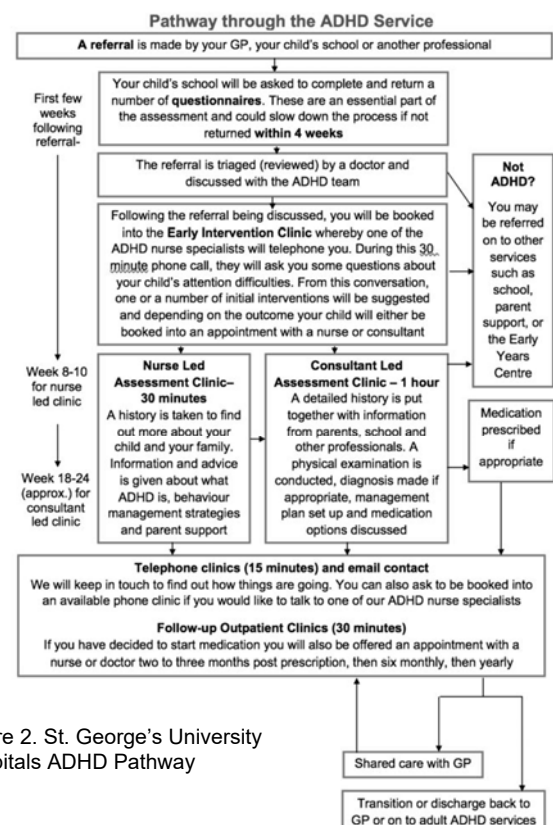 Pathway through the ADHD Service
A referral is made by your GP, your child's school or another professional
First few
weeks
following
referral-
Your child's school will be asked to complete and return a
number of questionnaires. These are an essential part of
the assessment and could slow down the process if not
returned within 4 weeks
The referral is triaged (reviewed) by a doctor and
discussed with the ADHD team
Not
ADHD?
You may
be referred
on to other
services
such as
school,
parent
support, or
the Early
Years
Centre
Following the referral being discussed, you will be booked
into the Early Intervention Clinic whereby one of the
ADHD nurse specialists will telephone you. During this 30
minute phone call, they will ask you some questions about
your child's attention difficulties. From this conversation,
one or a number of initial interventions will be suggested
and depending on the outcome your child will either be
booked into an appointment with a nurse or consultant
Week 8-10
for nurse
led clinic
Week 18-24
(approx.) for
consultant
led clinic
Nurse Led
Assessment Clinic–
30 minutes
A history is taken to find
out more about your
child and your family.
Information and advice
is given about what
ADHD is, behaviour
management strategies
and parent support
Consultant Led
Assessment Clinic – 1 hour
A detailed history is put
together with information
from parents, school and
other professionals. A
physical examination is
conducted, diagnosis made if
appropriate, management
plan set up and medication
options discussed
Medication
prescribed
if
appropriate
Telephone clinics (15 minutes) and email contact
We will keep in touch to find out how things are going. You can also ask to be booked into
an available phone clinic if you would like to talk to one of our ADHD nurse specialists
Follow-up Outpatient Clinics (30 minutes)
If you have decided to start medication you will also be offered an appointment with a
nurse or doctor two to three months post prescription, then six monthly, then yearly
re 2. St. George's University
pitals ADHD Pathway
Shared care with GP
Transition or discharge back to
GP or on to adult ADHD services